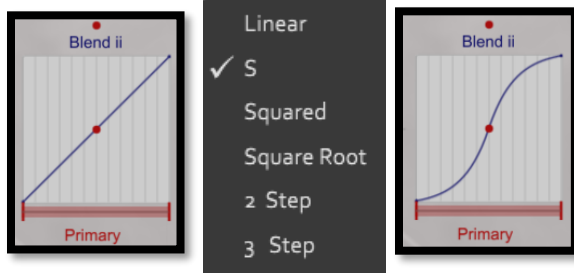 Blend ii
Primary
Linear
S
Squared
Square Root
2 Step
3 Step
Blend ii
Primary